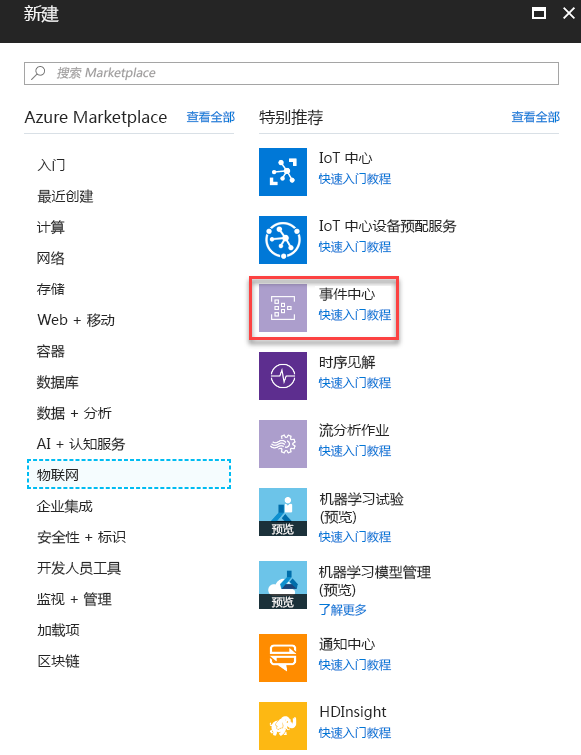 新建
搜索 Marketplace
Azure Marketplace 查看全部
入门
最近创建
计算
网络
存储
Web + 移动
容器
数据库
数据 + 分析
AI + 认知服务
物联网
企业集成
安全性 + 标识
开发人员工具
监视 + 管理
加载项
区块链
特别推荐 查看全部
IoT 中心
快速入门教程
IoT 中心设备预配服务
快速入门教程
事件中心
快速入门教程
时序见解
快速入门教程
流分析作业
快速入门教程
机器学习试验
(预览)
预览
快速入门教程
机器学习模型管理
(预览)
预览
了解更多
通知中心
快速入门教程
HDInsight
快速入门教程